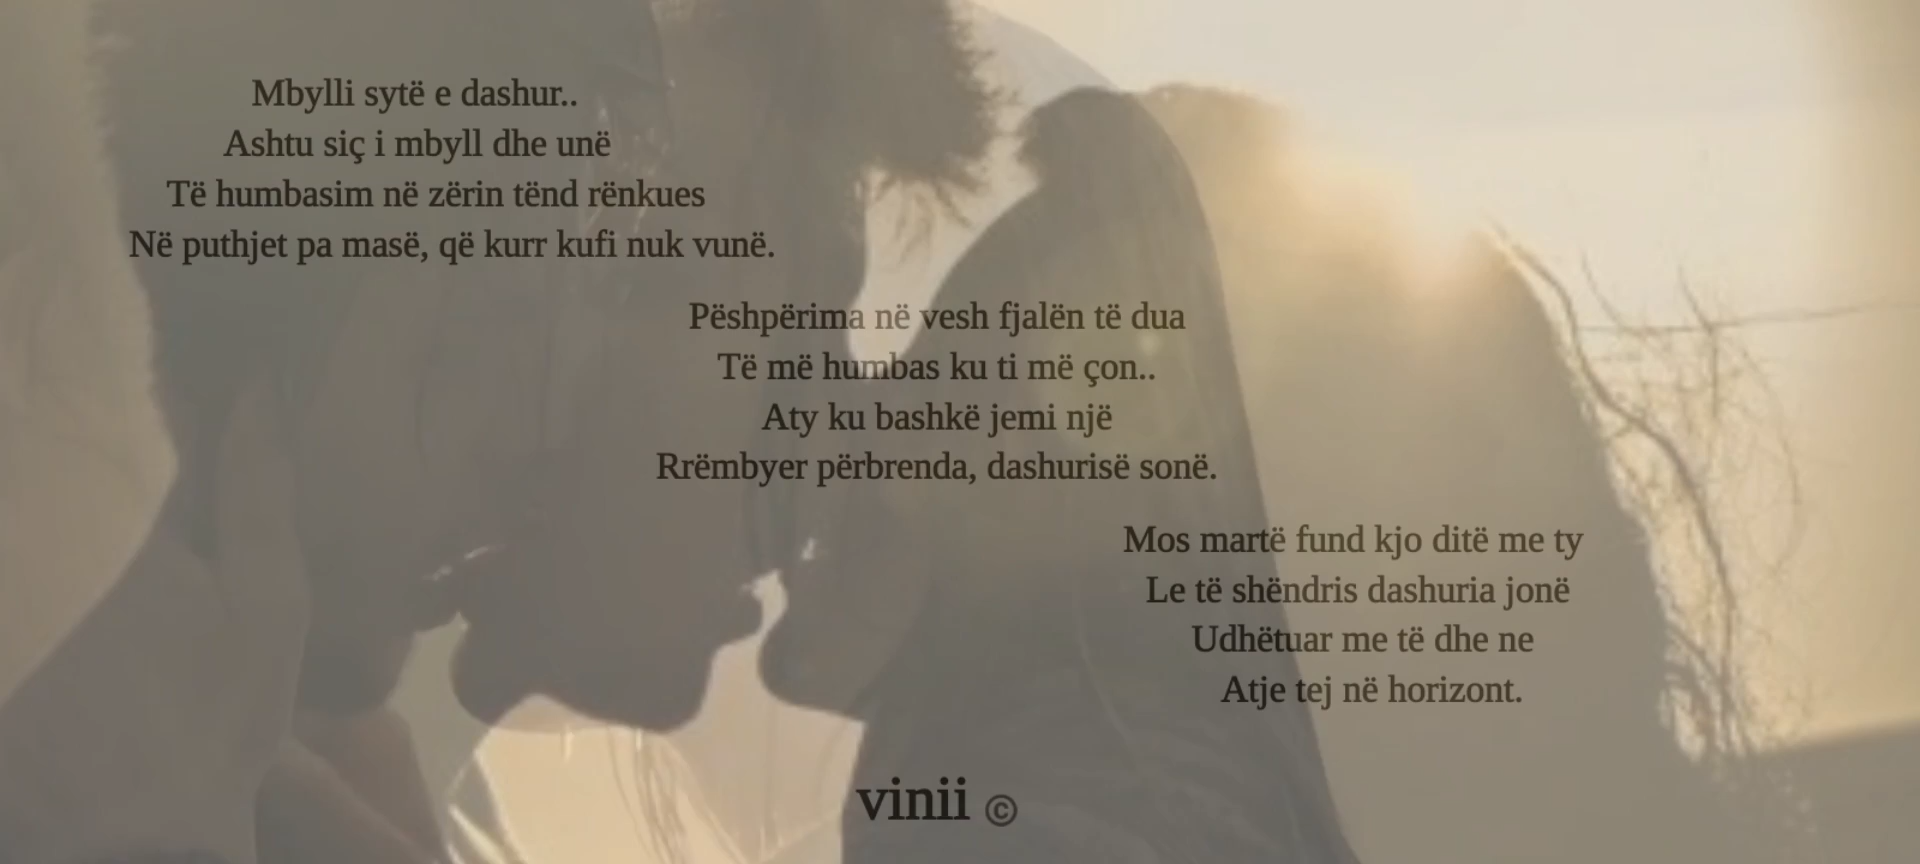 Mbylli sytë e dashur..
Ashtu siç i mbyll dhe unë
Të humbasim në zërin tënd rënkues
Në puthjet pa masë, që kurr kufi nuk vunë.
Pëshpërima në vesh fjalën të dua
Të më humbas ku ti më çon..
Aty ku bashkë jemi një
Rrëmbyer përbrenda, dashurisë sonë.
Mos martë fund kjo ditë me ty
Le të shëndris dashuria jonë
Udhëtuar me të dhe ne
Atje tej në horizont.
vinii ©